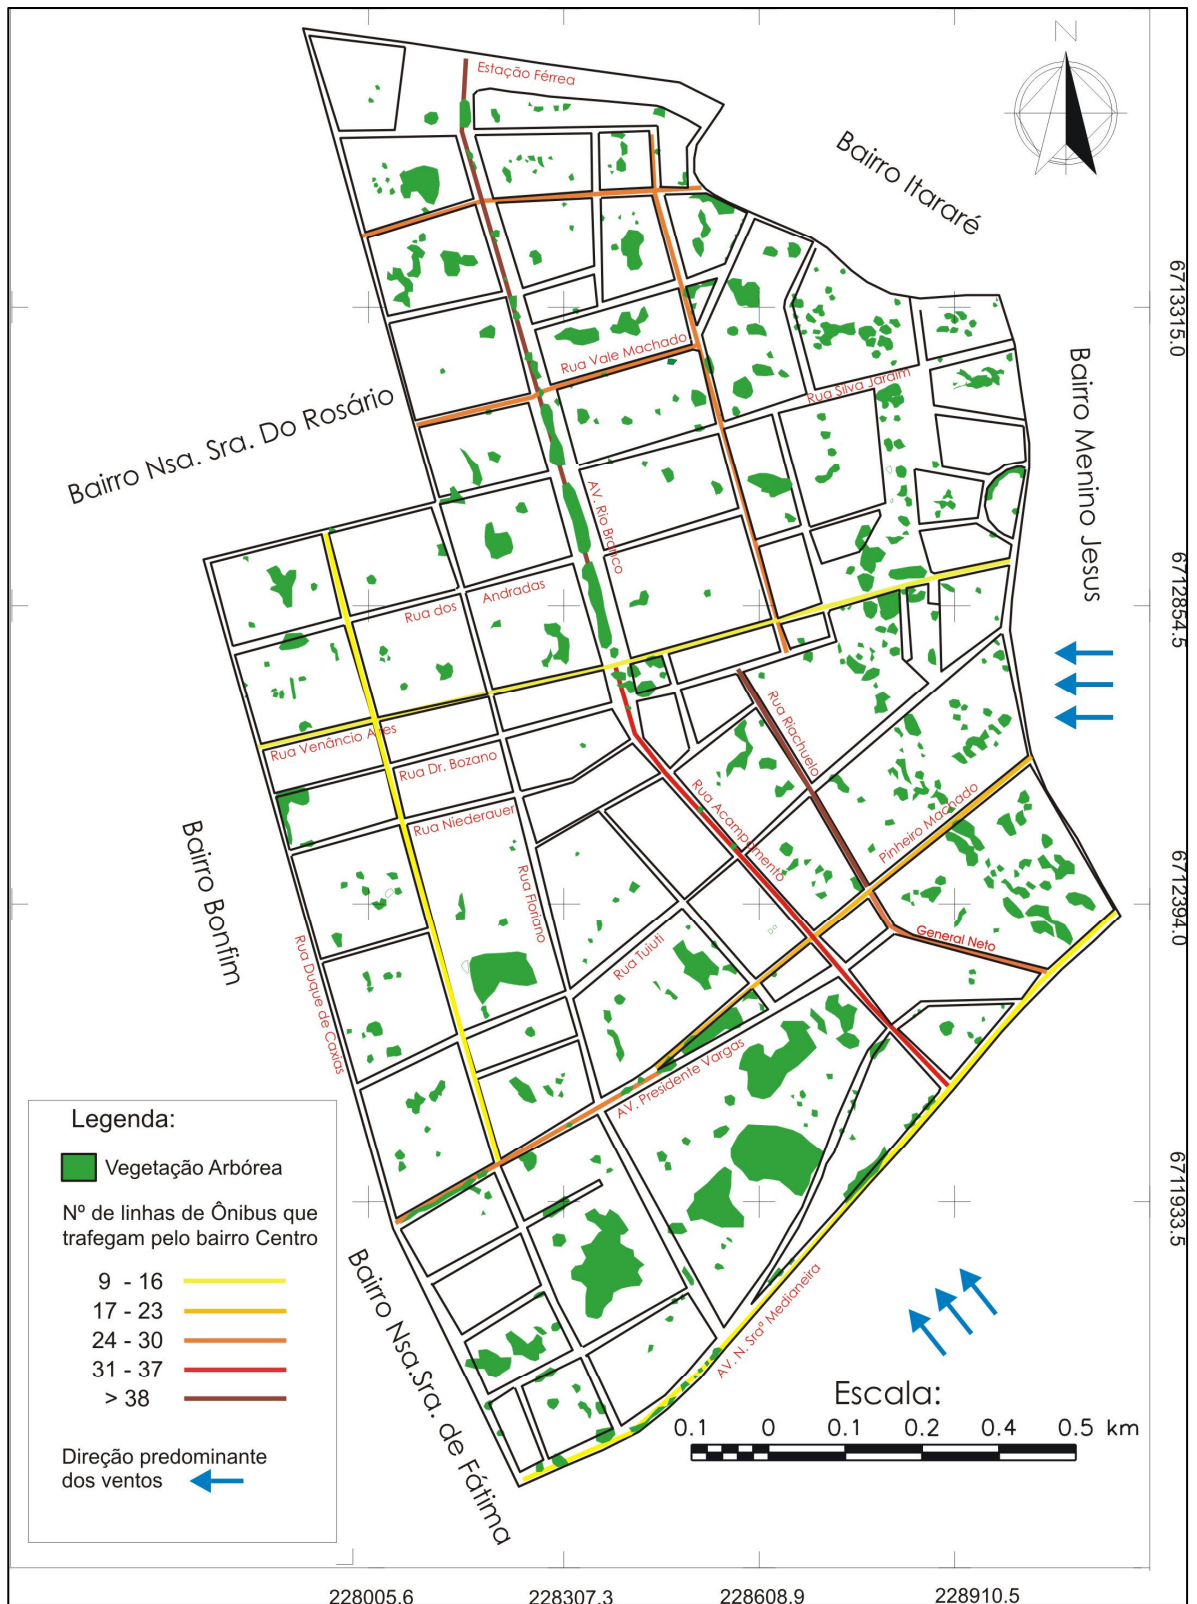 N
Estação Férrea
Bairro Itararé
6713315.0
Rua Vale Machado
Rua Silva Jardim
Bairro Menino Jesus
Bairro Nsa. Sra. Do Rosário
AV. Rio Branco
Rua dos Andradas
6712854.5
Rua Venâncio Aires
Rua Riachuelo
Rua Dr. Bozano
Rua Acampamento
Pinheiro Machado
Rua Niederauer
Bairro Bonfim
Rua Floriano
6712394.0
Rua Duque de Caxias
Rua Tuiuti
General Neto
AV. Presidente Vargas
Legenda:
Vegetação Arbórea
Nº de linhas de Ônibus que
trafegam pelo bairro Centro
9 - 16
17 - 23
24 - 30
31 - 37
> 38
Direção predominante
dos ventos
6711933.5
Bairro Nsa.Sra. de Fátima
AV. N. Sraª Medianeira
Escala:
0.1 0 0.1 0.2 0.4 0.5 km
228005.6 228307.3 228608.9 228910.5